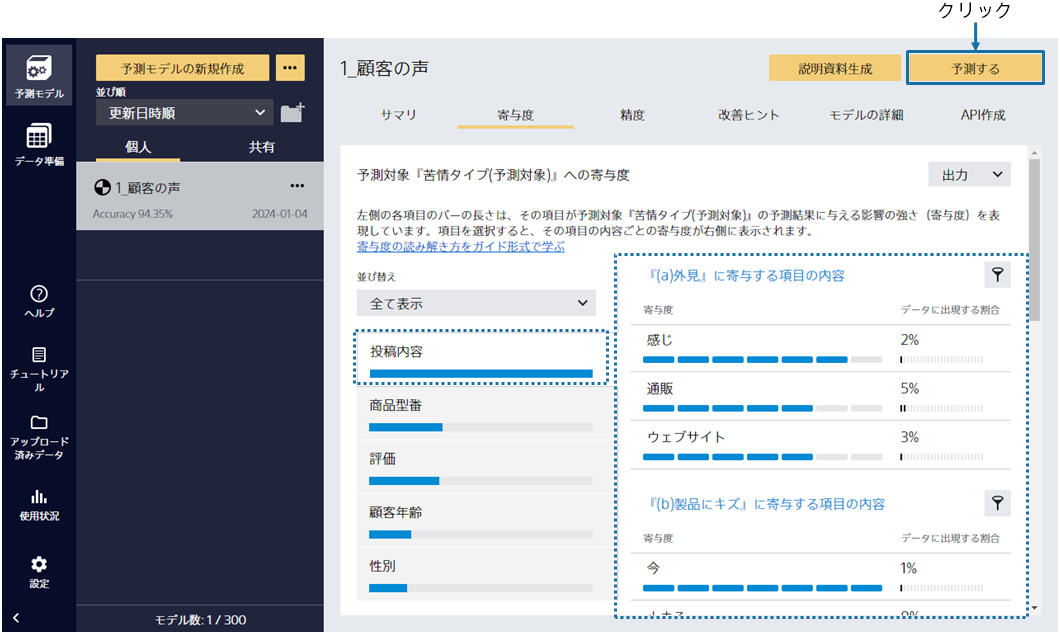 クリック
予測モデル
データ準備
ヘルプ
チュートリア
ル
アップロード
済みデータ
使用状況
設定
予測モデルの新規作成
並び順
更新日時順
個人
共有
1_顧客の声
Accuracy 94.35%
2024-01-04
モデル数: 1 / 300
1_顧客の声
説明資料生成
予測する
サマリ
寄与度
精度
改善ヒント
モデルの詳細
API作成
予測対象『苦情タイプ(予測対象)』への寄与度
出力
左側の各項目のバーの長さは、その項目が予測対象『苦情タイプ(予測対象)』の予測結果に与える影響の強さ（寄与度）を表
現しています。項目を選択すると、その項目の内容ごとの寄与度が右側に表示されます。
寄与度の読み解き方をガイド形式で学ぶ
並び替え
全て表示
投稿内容
商品型番
評価
顧客年齢
性別
『(a)外見』に寄与する項目の内容
寄与度
データに出現する割合
感じ
2%
通販
5%
ウェブサイト
3%
『(b)製品にキズ』に寄与する項目の内容
寄与度
データに出現する割合
今
1%